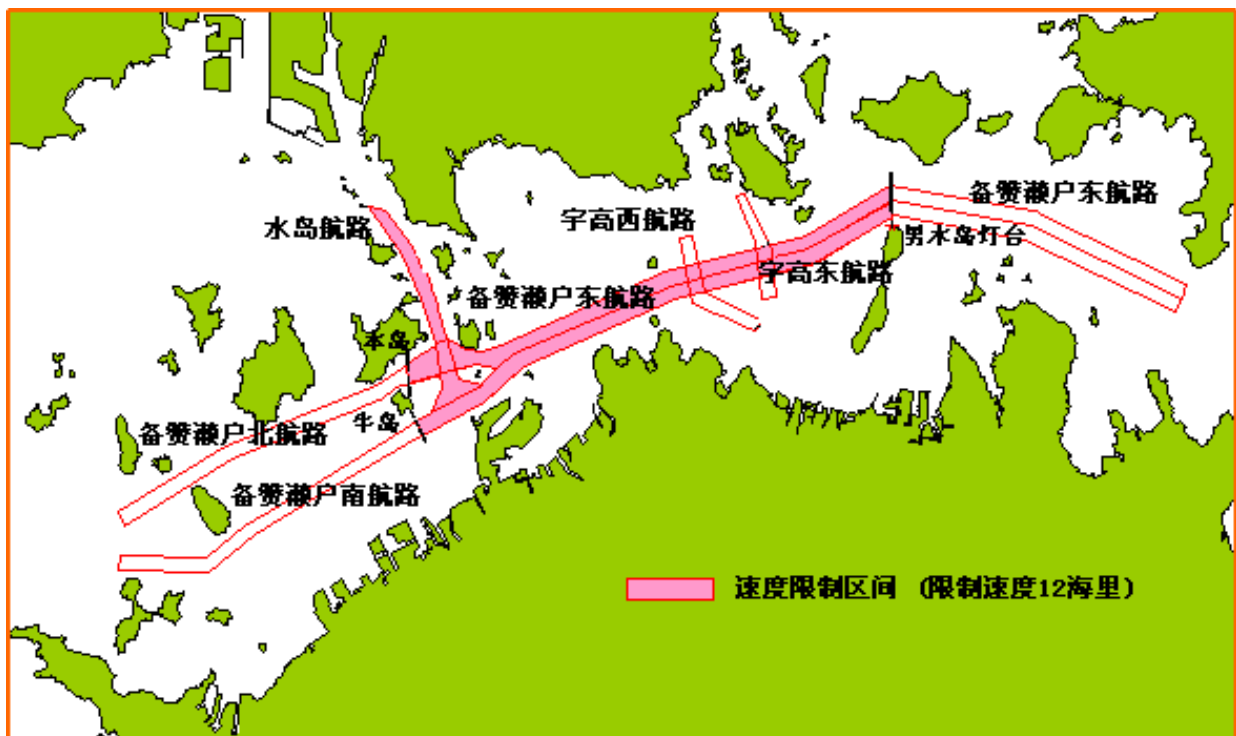 备赞濑户东航路
水岛航路
宇高西航路
男木岛灯台
宇高东航路
备赞濑户东航路
本岛
牛岛
备赞濑户北航路
备赞濑户南航路
速度限制区间 (限制速度12海里)